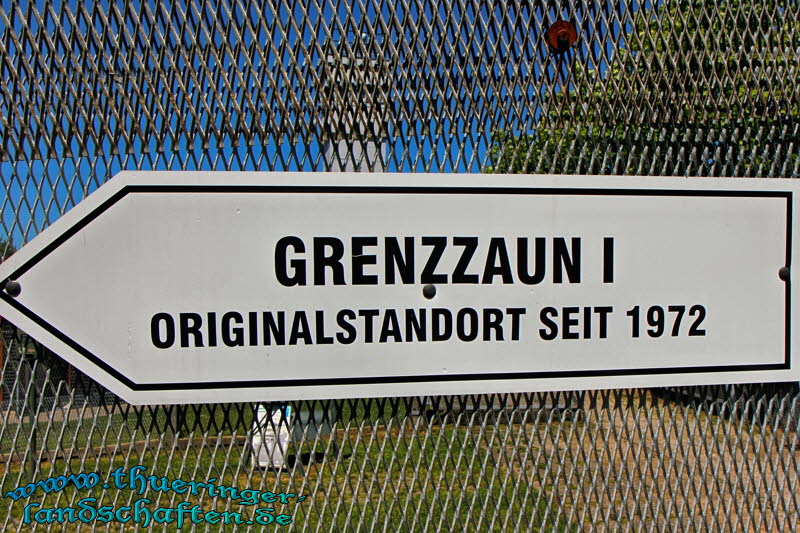 GRENZZAUN I
ORIGINALSTANDORT SEIT 1972
www.thueringer-
landschaften.de